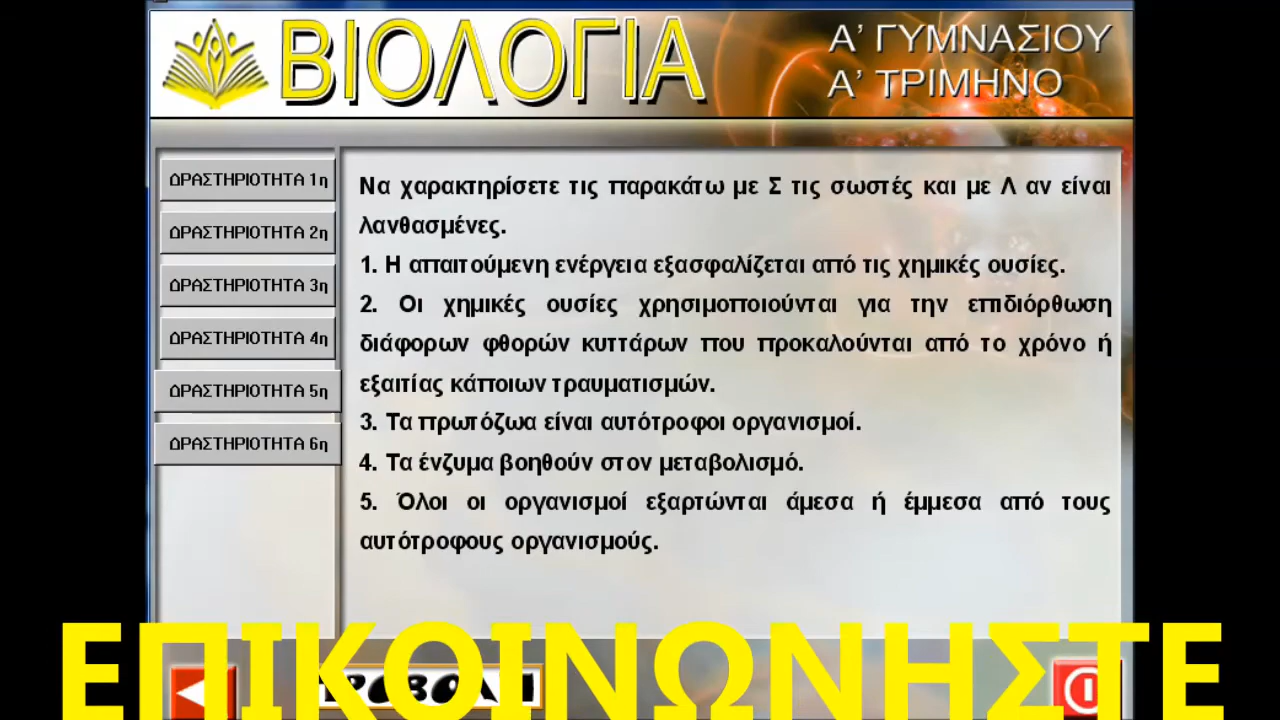 ΒΙΟΛΟΓΙΑ
Α’ ΓΥΜΝΑΣΙΟΥ
Α’ ΤΡΙΜΗΝΟ
ΔΡΑΣΤΗΡΙΟΤΗΤΑ 1η
ΔΡΑΣΤΗΡΙΟΤΗΤΑ 2η
ΔΡΑΣΤΗΡΙΟΤΗΤΑ 3η
ΔΡΑΣΤΗΡΙΟΤΗΤΑ 4η
ΔΡΑΣΤΗΡΙΟΤΗΤΑ 5η
ΔΡΑΣΤΗΡΙΟΤΗΤΑ 6η
Να χαρακτηρίσετε τις παρακάτω με Σ τις σωστές και με Λ αν είναι
λανθασμένες.
1. Η απαιτούμενη ενέργεια εξασφαλίζεται από τις χημικές ουσίες.
2. Οι χημικές ουσίες χρησιμοποιούνται για την επιδιόρθωση
διάφορων φθορών κυττάρων που προκαλούνται από το χρόνο ή
εξαιτίας κάποιων τραυματισμών.
3. Τα πρωτόζωα είναι αυτότροφοι οργανισμοί.
4. Τα ένζυμα βοηθούν στον μεταβολισμό.
5. Όλοι οι οργανισμοί εξαρτώνται άμεσα ή έμμεσα από τους
αυτότροφους οργανισμούς.
ΕΠΙΚΟΙΝΩΝΗΣΤΕ